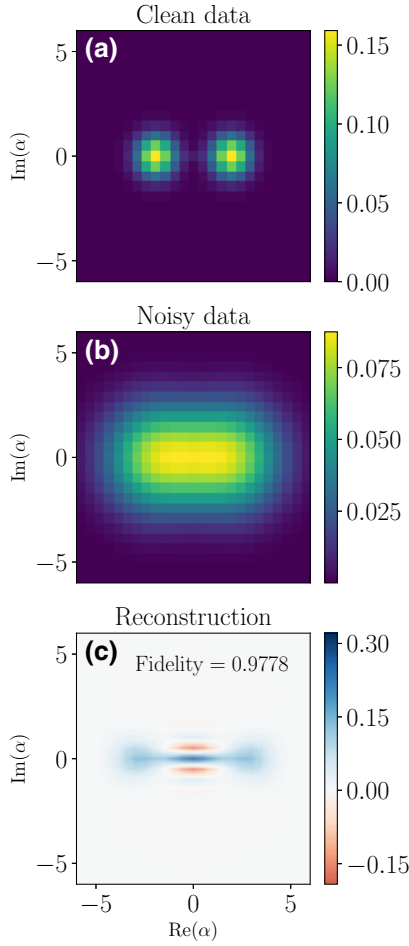 Clean data
(a)
5
0
−5
Im(α)
0.15
0.10
0.05
0.00
Noisy data
(b)
5
0
−5
Im(α)
0.075
0.050
0.025
Reconstruction
(c)
Fidelity = 0.9778
5
0
−5
Im(α)
0.30
0.15
0.00
−0.15
−5
0
5
Re(α)